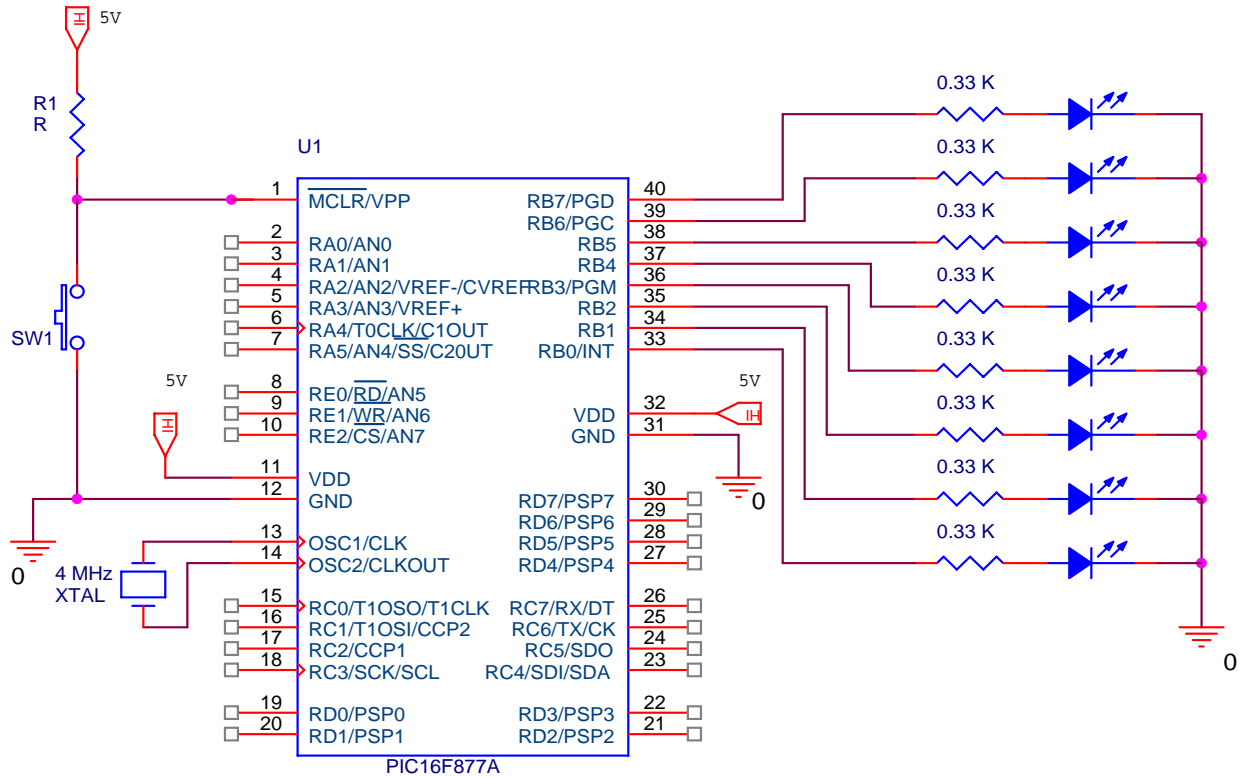 5V
HI
R1
R
SW1
5V
HI
0
4 MHz
XTAL
U1
1 MCLR/VPP
2 RA0/AN0
3 RA1/AN1
4 RA2/AN2/VREF-/CVREF
5 RA3/AN3/VREF+
6 RA4/T0CLK/C1OUT
7 RA5/AN4/SS/C20UT
8 RE0/RD/AN5
9 RE1/WR/AN6
10 RE2/CS/AN7
11 VDD
12 GND
13 OSC1/CLK
14 OSC2/CLKOUT
15 RC0/T1OSO/T1CLK
16 RC1/T1OSI/CCP2
17 RC2/CCP1
18 RC3/SCK/SCL
19 RD0/PSP0
20 RD1/PSP1
RB7/PGD 40
RB6/PGC 39
RB5 38
RB4 37
RB3/PGM 36
RB2 35
RB1 34
RB0/INT 33
VDD 32
GND 31
RD7/PSP7 30
RD6/PSP6 29
RD5/PSP5 28
RD4/PSP4 27
RC7/RX/DT 26
RC6/TX/CK 25
RC5/SDO 24
RC4/SDI/SDA 23
RD3/PSP3 22
RD2/PSP2 21
PIC16F877A
5V
HI
0
0.33 K
0.33 K
0.33 K
0.33 K
0.33 K
0.33 K
0.33 K
0.33 K
0